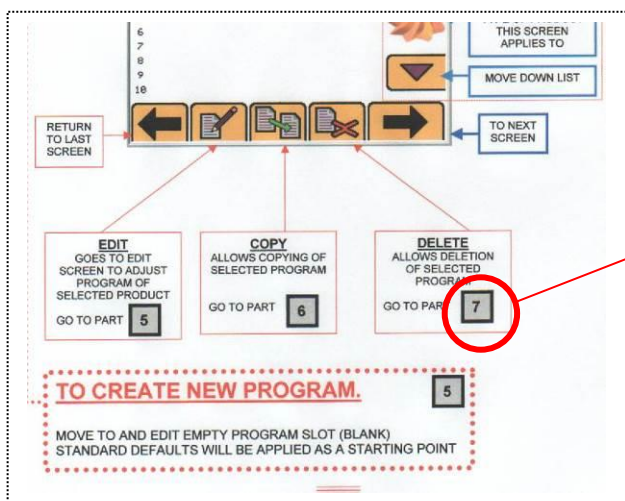 THIS SCREEN
APPLIES TO
6
7
8
9
10
MOVE DOWN LIST
RETURN
TO LAST
SCREEN
TO NEXT
SCREEN
EDIT
GOES TO EDIT
SCREEN TO ADJUST
PROGRAM OF
SELECTED PRODUCT
GO TO PART 5
COPY
ALLOWS COPYING OF
SELECTED PROGRAM
GO TO PART 6
DELETE
ALLOWS DELETION
OF SELECTED
PROGRAM
GO TO PART 7
TO CREATE NEW PROGRAM. 5
MOVE TO AND EDIT EMPTY PROGRAM SLOT (BLANK)
STANDARD DEFAULTS WILL BE APPLIED AS A STARTING POINT